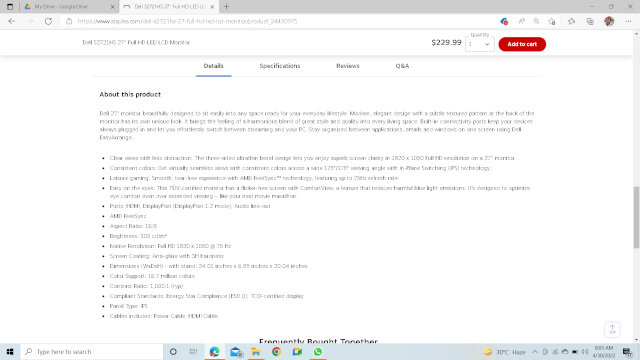 My Drive - Google Drive
Dell S2721HS 27" Full HD LED LC
https://www.staples.com/dell-s2721hs-27-full-hd-led-lcd-monitor/product_24490975
Dell S2721HS 27" Full HD LED LCD Monitor
$229.99
Quantity
1
Add to cart
Details
Specifications
Reviews
Q&A
About this product
Dell 27" monitor beautifully designed to sit easily into any space ready for your everyday lifestyle. Modern, elegant design with a subtle textured pattern at the back of the
monitor has its own unique look. It brings the feeling of a harmonious blend of great style and quality into every living space. Built-in connectivity ports keep your devices
always plugged in and let you effortlessly switch between streaming and your PC. Stay organized between applications, emails and windows on one screen using Dell
EasyArrange.
• Clear views with less distraction: The three-sided ultrathin bezel design lets you enjoy superb screen clarity in 1920 x 1080 Full HD resolution on a 27" monitor
• Consistent colors: Get virtually seamless views with consistent colors across a wide 178°/178° viewing angle with In-Plane Switching (IPS) technology.
• Leisure gaming: Smooth, tear-free experience with AMD FreeSync™ technology, featuring up to 75Hz refresh rate.
• Easy on the eyes: This TÜV-certified monitor has a flicker-free screen with ComfortView, a feature that reduces harmful blue light emissions. It's designed to optimize
eye comfort even over extended viewing – like your next movie marathon.
• Ports: HDMI, DisplayPort (DisplayPort 1.2 mode), Audio line-out
• AMD FreeSync
• Aspect Ratio: 16:9
• Brightness: 300 cd/m²
• Native Resolution: Full HD 1920 x 1080 @ 75 Hz
• Screen Coating: Anti-glare with 3H hardness
• Dimensions (WxDxH) - with stand: 24.01 inches x 6.88 inches x 20.04 inches
• Color Support: 16.7 million colors
• Contrast Ratio: 1,000:1 (typ)
• Compliant Standards: Energy Star Compliance (ES8.0), TCO-certified display
• Panel Type: IPS
• Cables Included: Power Cable, HDMI Cable
Frequently Bought Together
Type here to search
30°C Haze
8:01 AM
4/30/2022